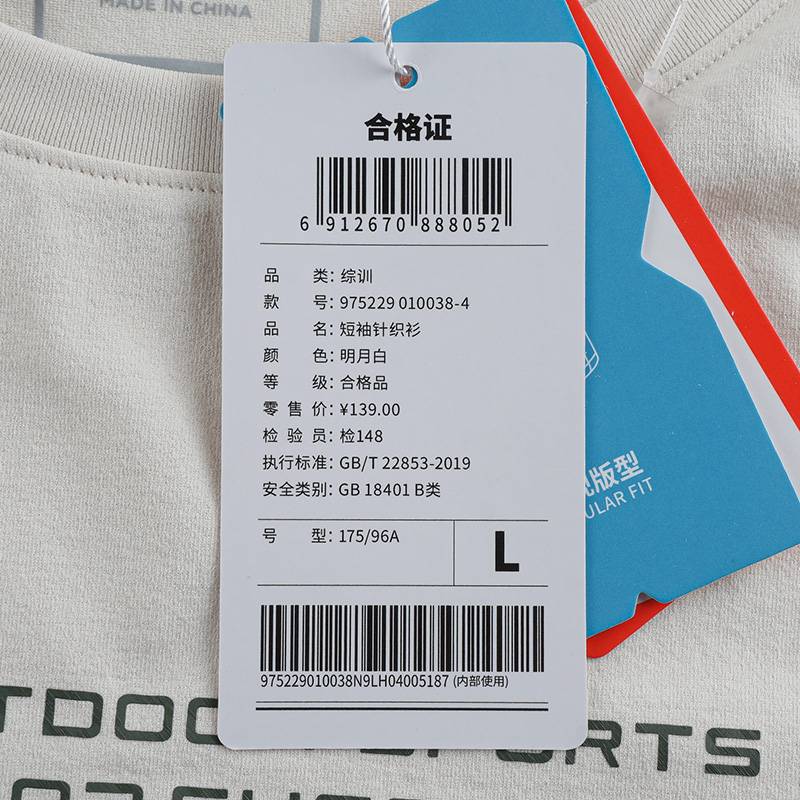 MADE IN CHINA
合格证
6 912670 888052
品 类: 综训
款 号: 975229 010038-4
品 名: 短袖针织衫
颜 色: 明月白
等 级: 合格品
零 售 价: ¥139.00
检 验 员: 检148
执行标准: GB/T 22853-2019
安全类别: GB 18401 B类
号 型: 175/96A
L
975229010038N9LH04005187 (内部使用)
版型
ULAR FIT
TDOO
SPORTS